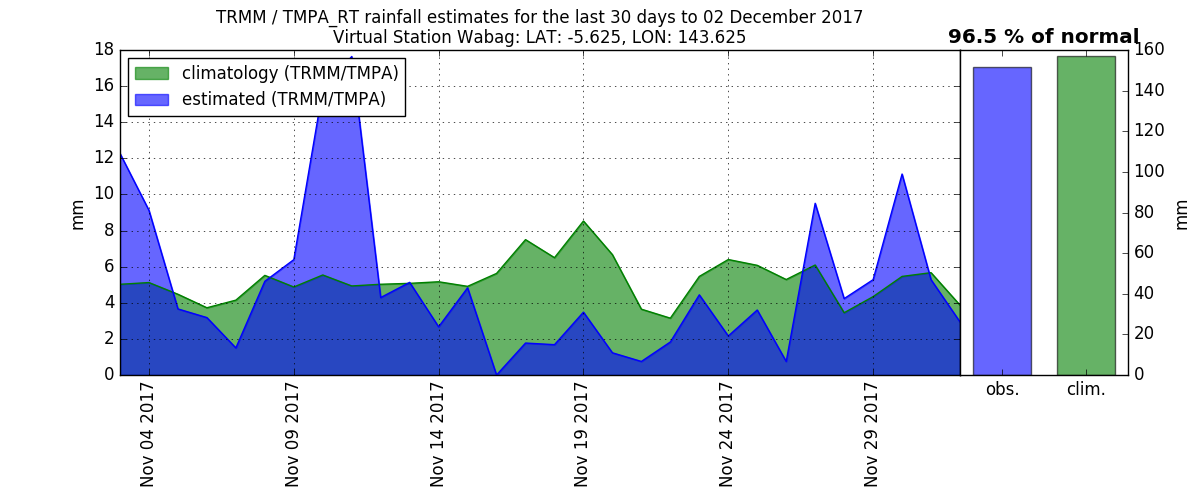 TRMM / TMPA_RT rainfall estimates for the last 30 days to 02 December 2017
Virtual Station Wabag: LAT: -5.625, LON: 143.625
96.5 % of normal
climatology (TRMM/TMPA)
estimated (TRMM/TMPA)
18
16
14
12
10
8
6
4
2
0
mm
Nov 04 2017
Nov 09 2017
Nov 14 2017
Nov 19 2017
Nov 24 2017
Nov 29 2017
obs.
clim.
160
140
120
100
80
60
40
20
0
mm